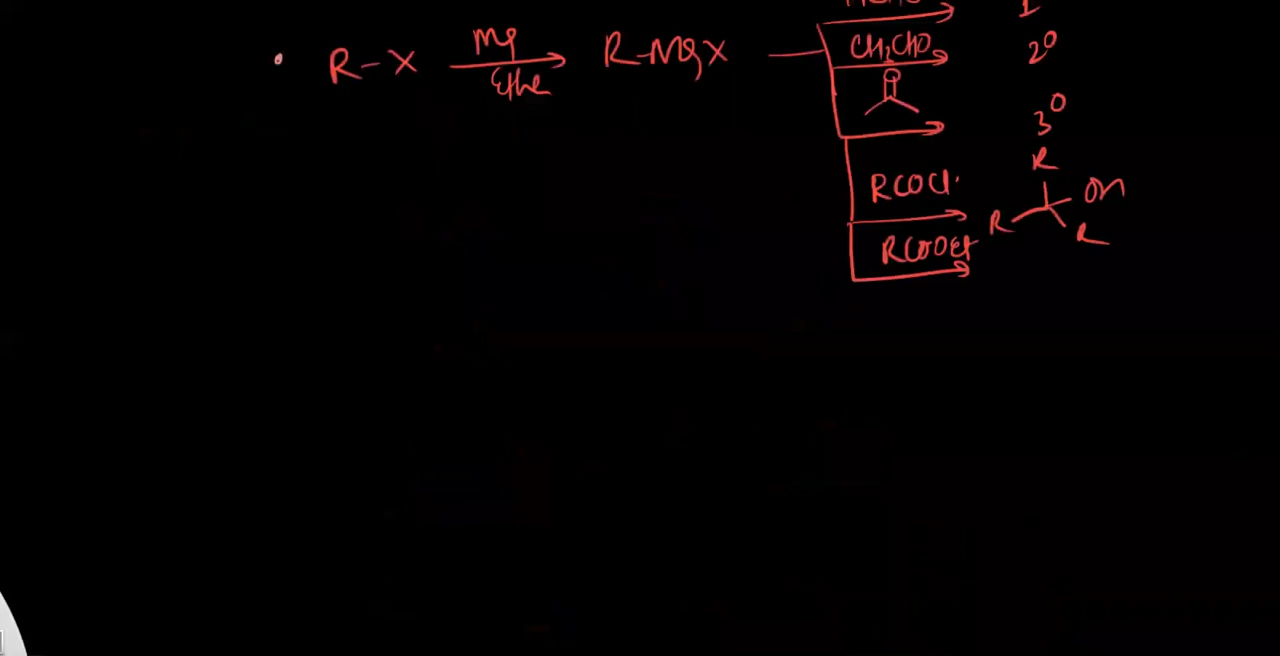 R-X Mg Ether R-MgX
CH3CHO 2°
O
3°
RCOCl
R
R OH
R
RCOOEt